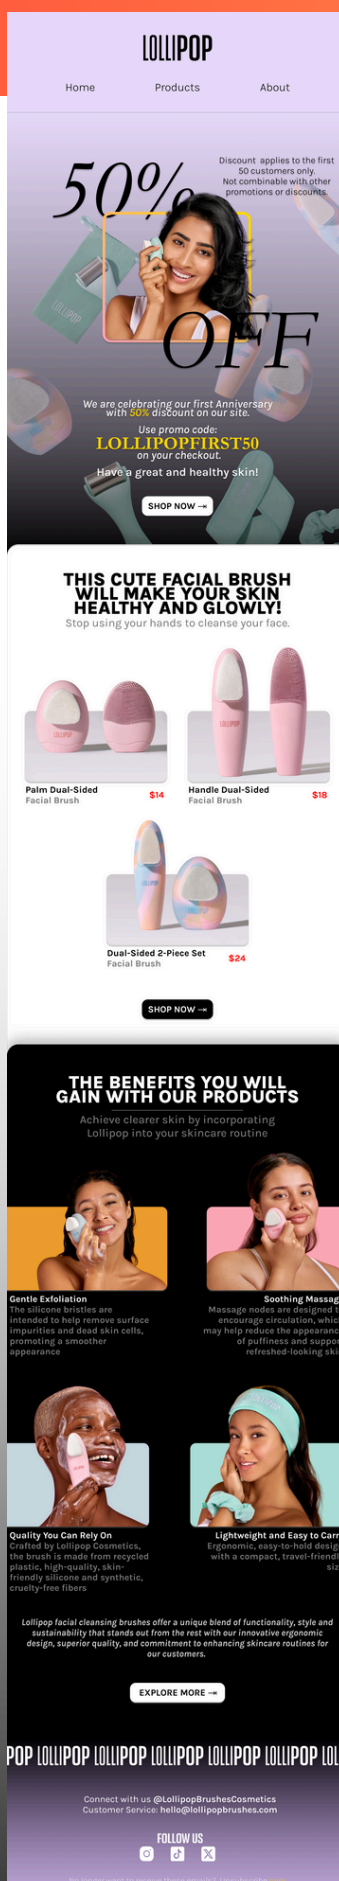 LOLLIPOP
Home Products About
50%
Discount applies to the first
50 customers only.
Not combinable with other
promotions or discounts.
LOLLIPOP
OFF
We are celebrating our first Anniversary
with 50% discount on our site.
Use promo code:
LOLLIPOPFIRST50
on your checkout.
Have a great and healthy skin!
SHOP NOW
THIS CUTE FACIAL BRUSH
WILL MAKE YOUR SKIN
HEALTHY AND GLOWLY!
Stop using your hands to cleanse your face.
LOLLIPOP
LOLLIPOP
Palm Dual-Sided
Facial Brush
$14
Handle Dual-Sided
Facial Brush
$18
LOLLIPOP
LOLLIPOP
Dual-Sided 2-Piece Set
Facial Brush
$24
SHOP NOW
THE BENEFITS YOU WILL
GAIN WITH OUR PRODUCTS
Achieve clearer skin by incorporating
Lollipop into your skincare routine
Gentle Exfoliation
The silicone bristles are
intended to help remove surface
impurities and dead skin cells,
promoting a smoother
appearance
Soothing Massag
Massage nodes are designed t
encourage circulation, whic
may help reduce the appearanc
of puffiness and suppor
refreshed-looking ski
LOLLIPOP
Quality You Can Rely On
Crafted by Lollipop Cosmetics,
the brush is made from recycled
plastic, high-quality, skin-
friendly silicone and synthetic,
cruelty-free fibers
Lightweight and Easy to Carr
Ergonomic, easy-to-hold desig
with a compact, travel-friendl
siz
Lollipop facial cleansing brushes offer a unique blend of functionality, style and
sustainability that stands out from the rest with our innovative ergonomic
design, superior quality, and commitment to enhancing skincare routines for
our customers.
EXPLORE MORE
POP LOLLIPOP LOLLIPOP LOLLIPOP LOLLIPOP LOLLIPOP LOL
Connect with us @LollipopBrushesCosmetics
Customer Service: hello@lollipopbrushes.com
FOLLOW US